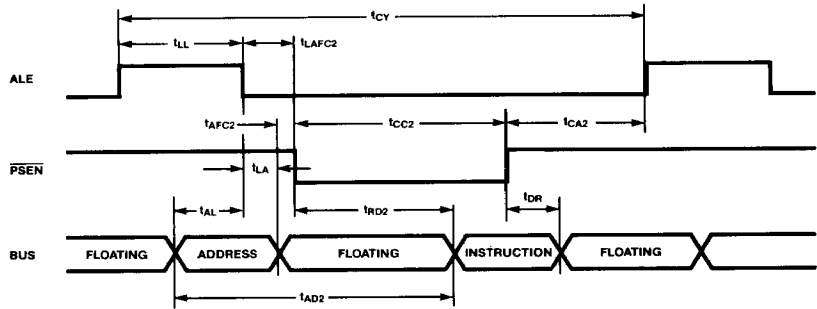 tCY
tLL
tLAFC2
ALE
tAFC2
tCC2
tCA2
PSEN
tLA
tDR
tAL
tRD2
BUS
FLOATING
ADDRESS
FLOATING
INSTRUCTION
FLOATING
tAD2